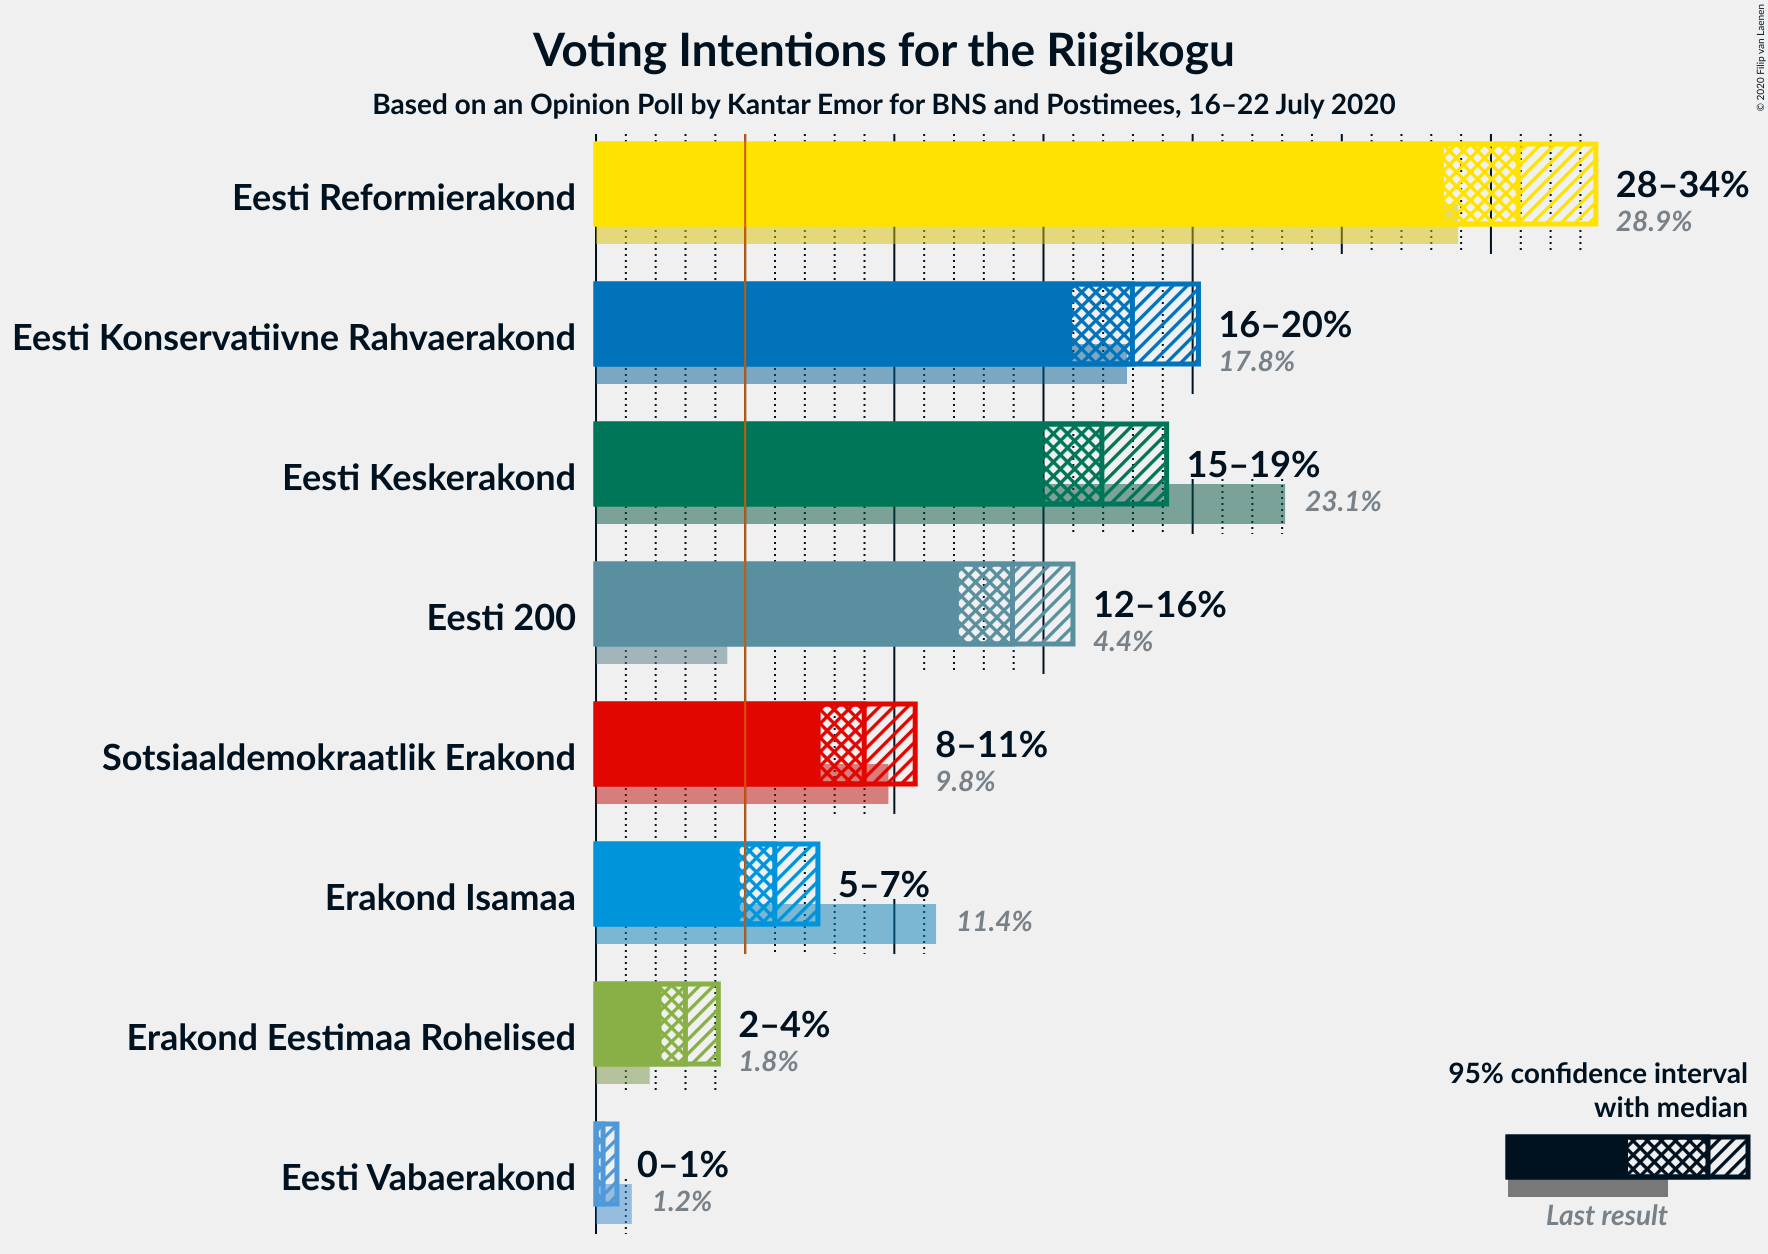 Voting Intentions for the Riigikogu
Based on an Opinion Poll by Kantar Emor for BNS and Postimees, 16–22 July 2020
© 2020 Filip van Laenen
Eesti Reformierakond
28–34%
28.9%
Eesti Konservatiivne Rahvaerakond
16–20%
17.8%
Eesti Keskerakond
15–19%
23.1%
Eesti 200
12–16%
4.4%
Sotsiaaldemokraatlik Erakond
8–11%
9.8%
Erakond Isamaa
5–7%
11.4%
Erakond Eestimaa Rohelised
2–4%
1.8%
Eesti Vabaerakond
0–1%
1.2%
95% confidence interval
with median
Last result